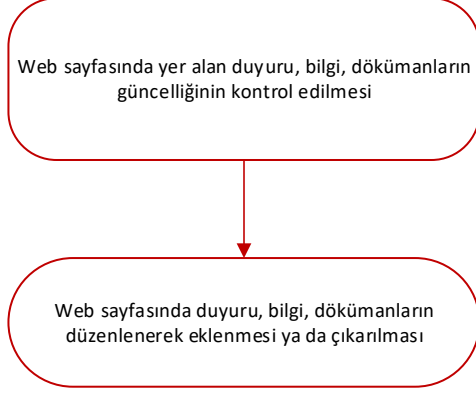 Web sayfasında yer alan duyuru, bilgi, dökümanların
güncelliğinin kontrol edilmesi
Web sayfasında duyuru, bilgi, dökümanların
düzenlenerek eklenmesi ya da çıkarılması